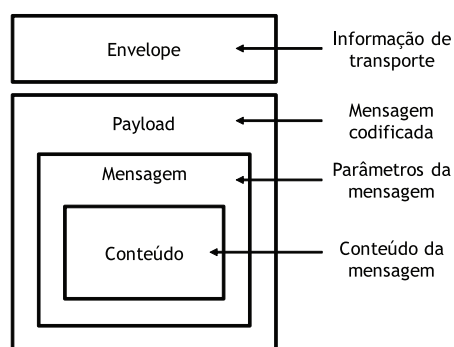 Envelope
Informação de
transporte
Payload
Mensagem
codificada
Mensagem
Parâmetros da
mensagem
Conteúdo
Conteúdo da
mensagem